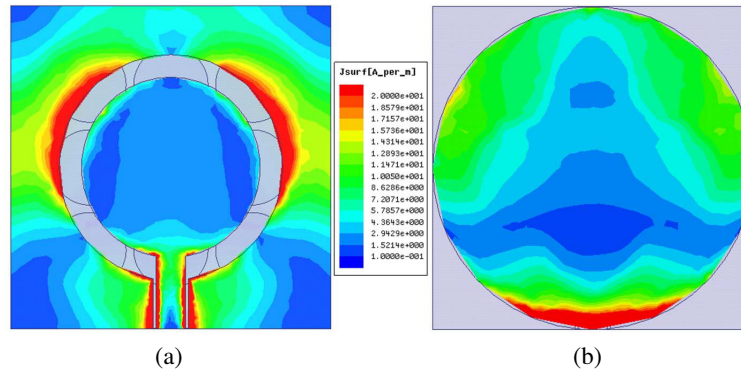 Jsurf[A_per_m]
2.0000e+001
1.8579e+001
1.7157e+001
1.5736e+001
1.4314e+001
1.2893e+001
1.1471e+001
1.0050e+001
8.6286e+000
7.2071e+000
5.7857e+000
4.3643e+000
2.9429e+000
1.5214e+000
1.0000e-001
(a)
(b)